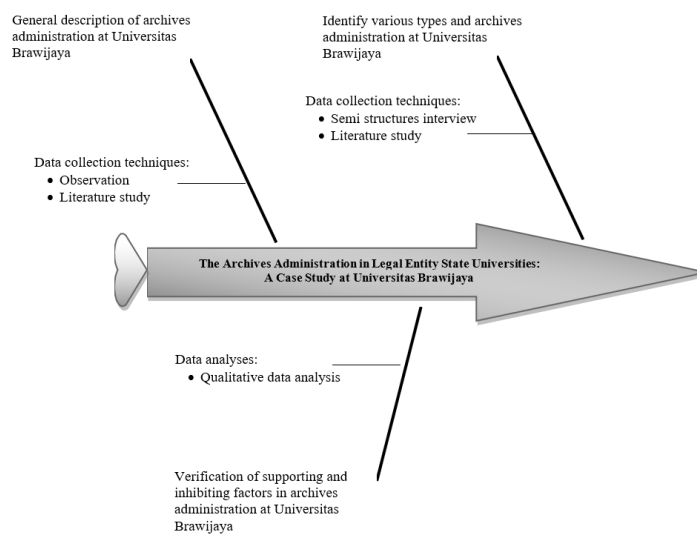 General description of archives
administration at Universitas
Brawijaya
Identify various types and archives
administration at Universitas
Brawijaya
Data collection techniques:
• Semi structures interview
• Literature study
Data collection techniques:
• Observation
• Literature study
The Archives Administration in Legal Entity State Universities:
A Case Study at Universitas Brawijaya
Data analyses:
• Qualitative data analysis
Verification of supporting and
inhibiting factors in archives
administration at Universitas
Brawijaya